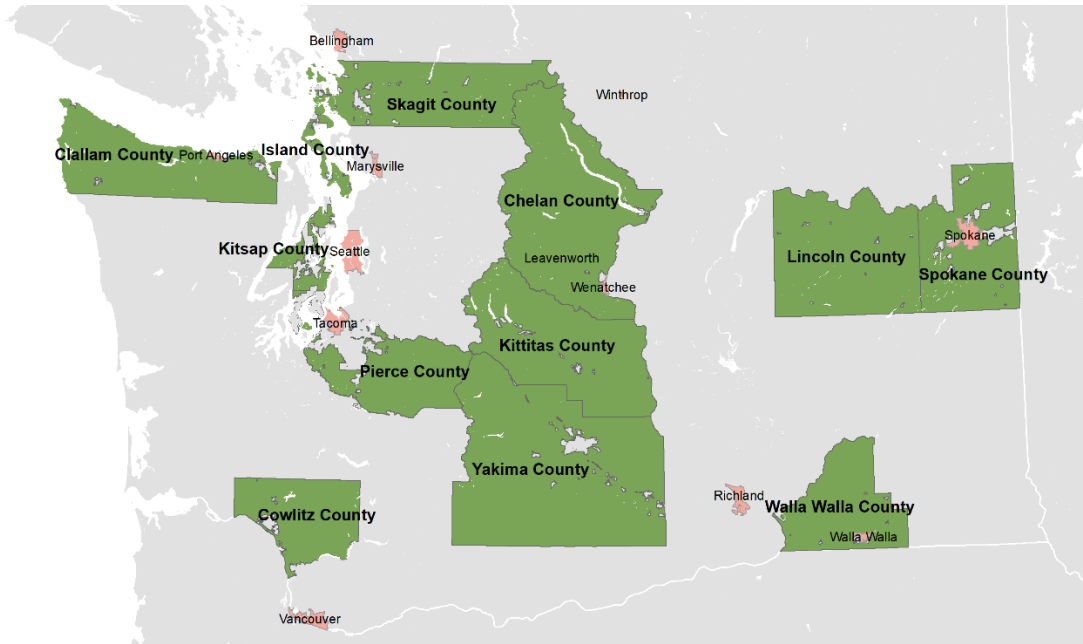 Bellingham
Winthrop
Skagit County
Island County
Clallam County
Port Angeles
Marysville
Chelan County
Kitsap County
Seattle
Spokane
Leavenworth
Lincoln County
Spokane County
Wenatchee
Tacoma
Kittitas County
Pierce County
Yakima County
Richland
Walla Walla County
Cowlitz County
Walla Walla
Vancouver